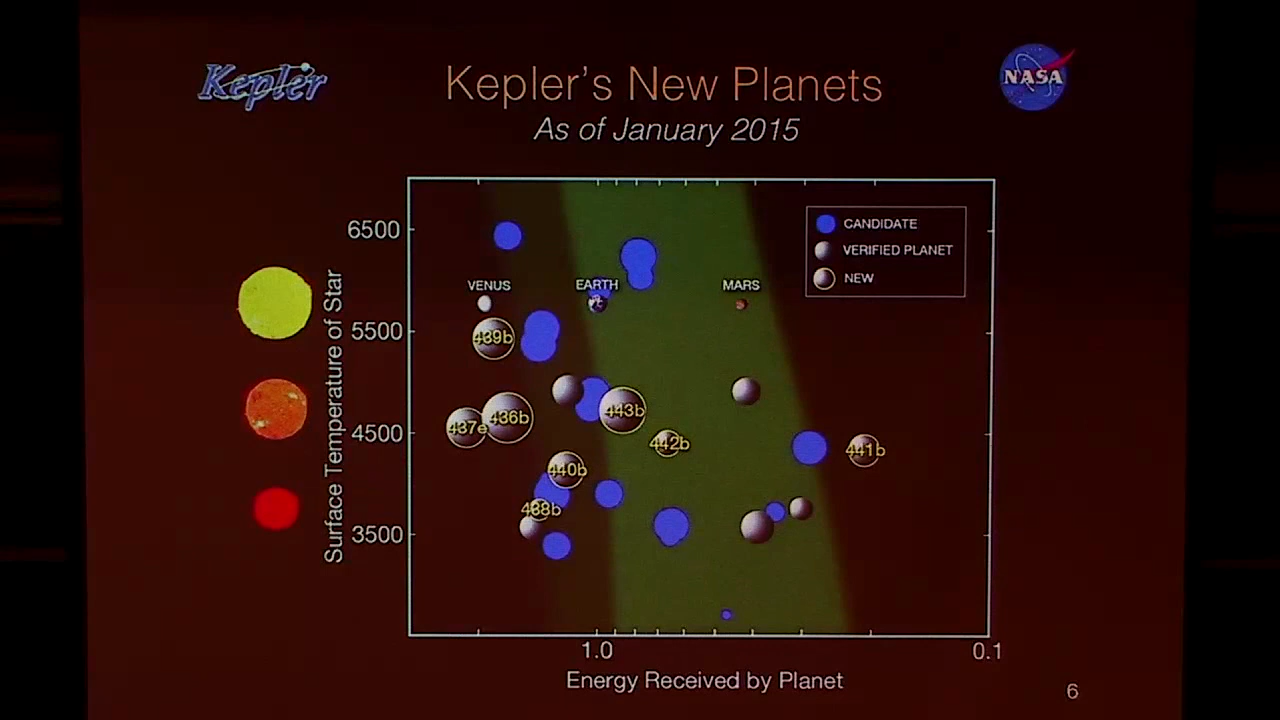 Kepler
Kepler's New Planets
NASA
As of January 2015
CANDIDATE
VERIFIED PLANET
NEW
6500
5500
4500
3500
Surface Temperature of Star
VENUS
EARTH
MARS
439b
437e
436b
443b
442b
441b
440b
438b
1.0
0.1
Energy Received by Planet
6